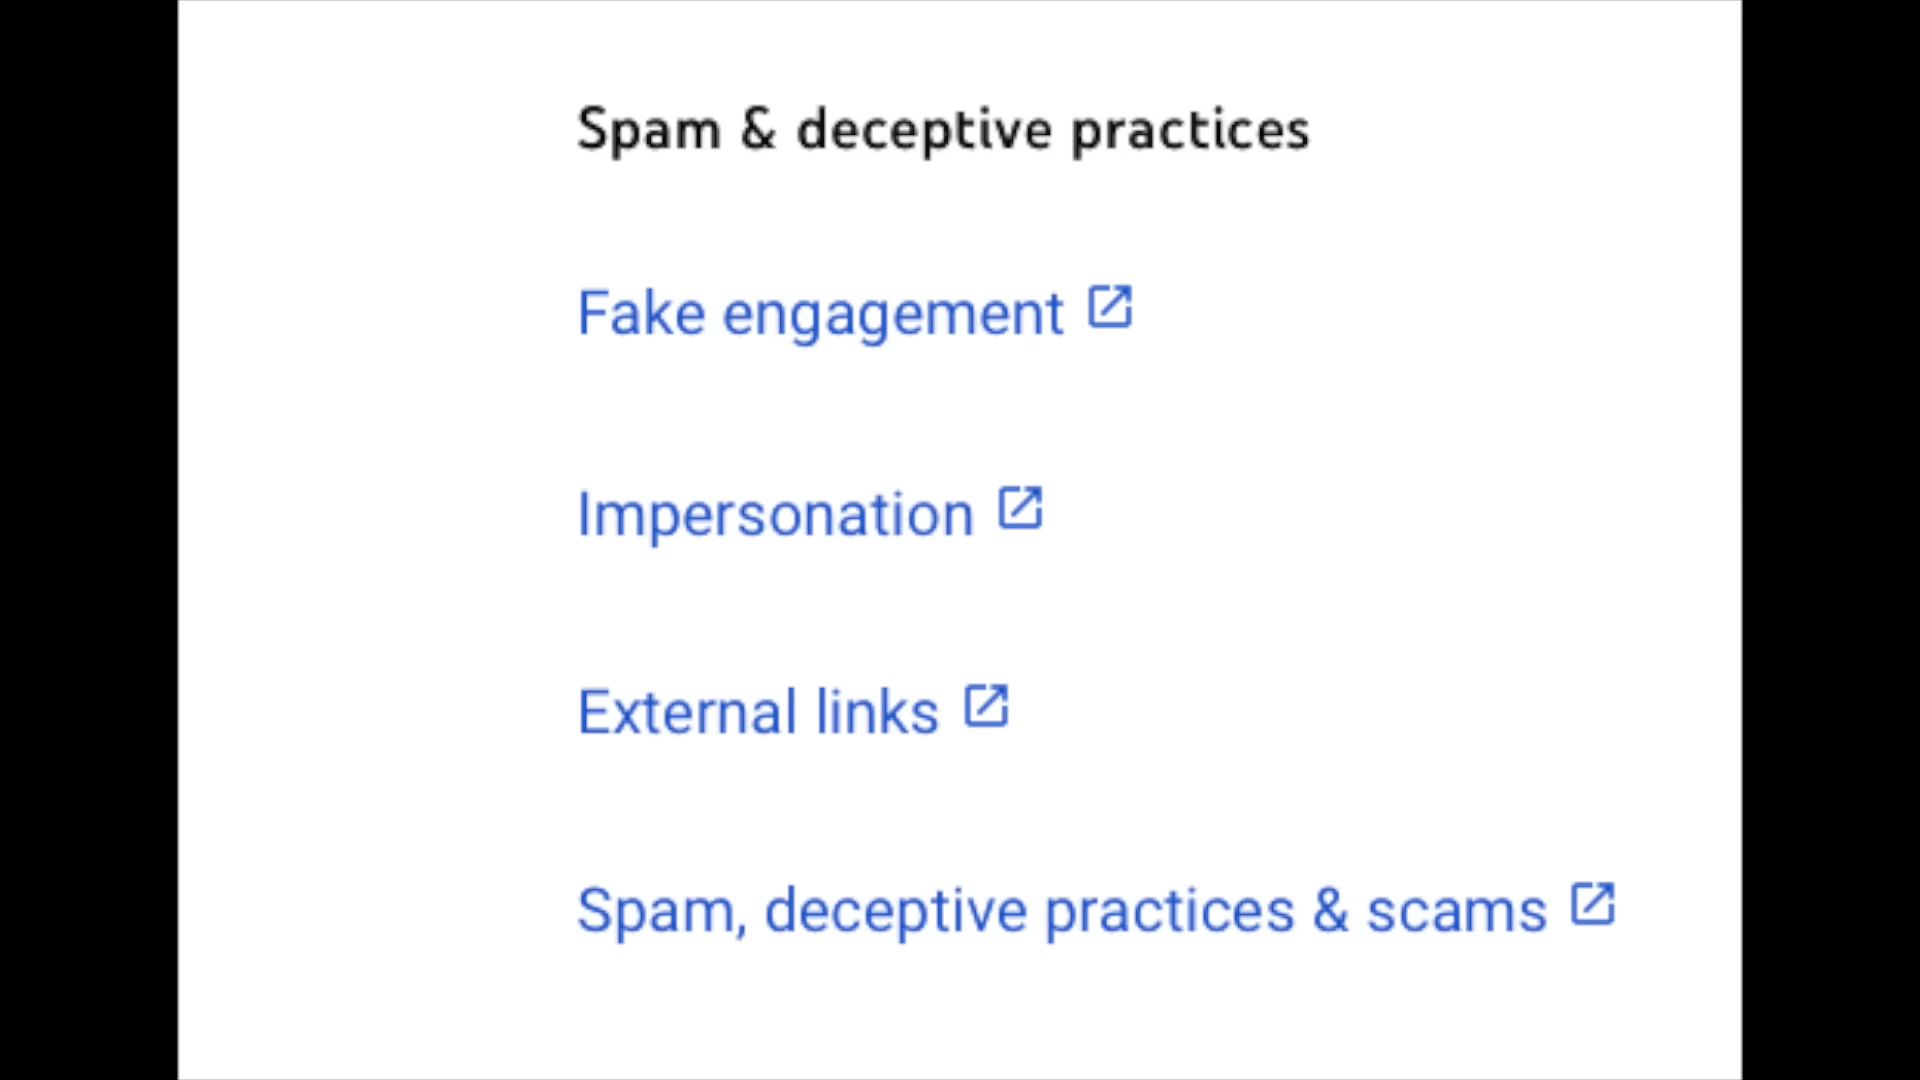 Spam & deceptive practices
Fake engagement
Impersonation
External links
Spam, deceptive practices & scams